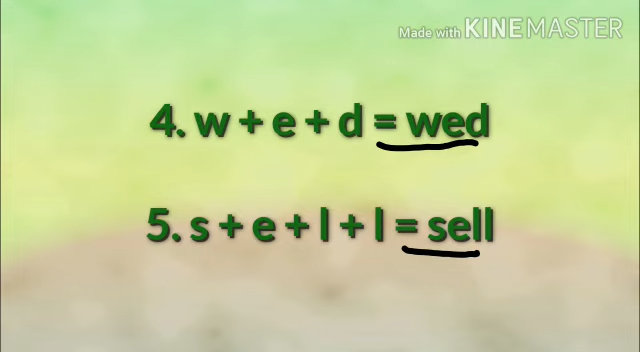 Made with KINEMASTER
4. w + e + d = wed
5. s + e + l + l = sell